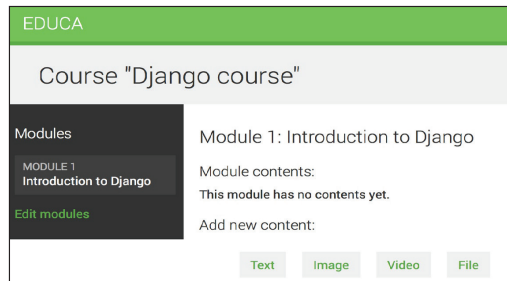 EDUCA
Course "Django course"
Modules
MODULE 1
Introduction to Django
Edit modules
Module 1: Introduction to Django
Module contents:
This module has no contents yet.
Add new content:
Text Image Video File